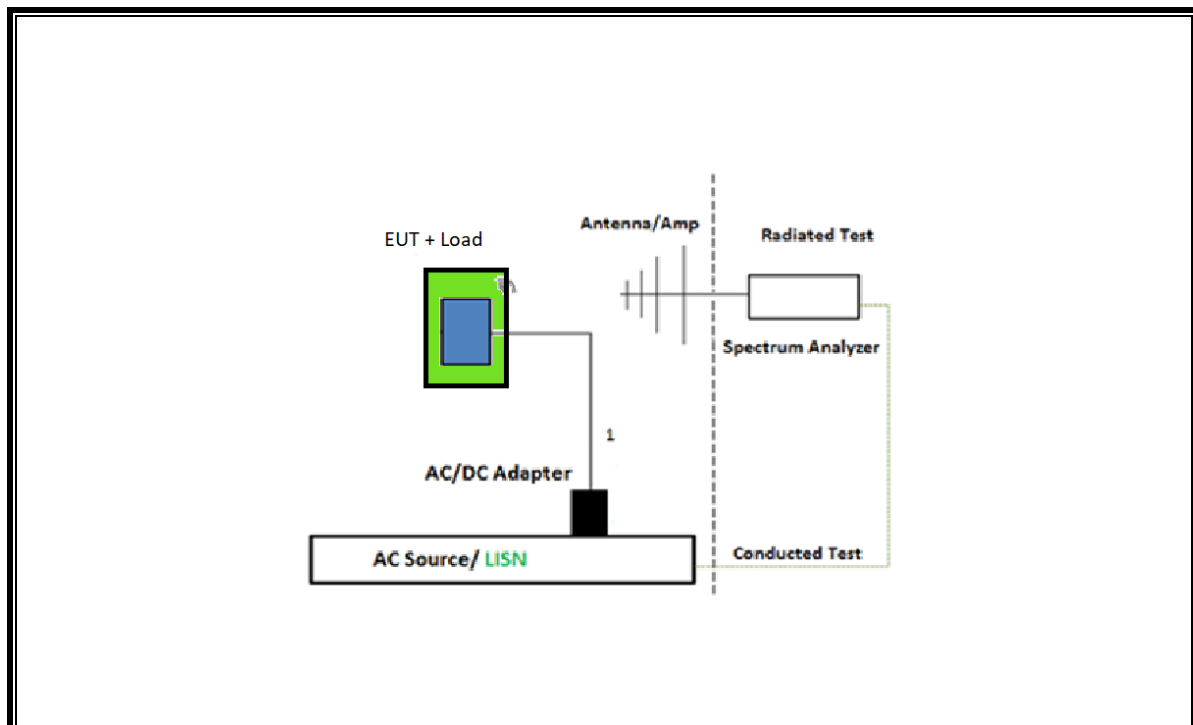 Antenna/Amp
Radiated Test
EUT + Load
Spectrum Analyzer
1
AC/DC Adapter
AC Source/ LISN
Conducted Test